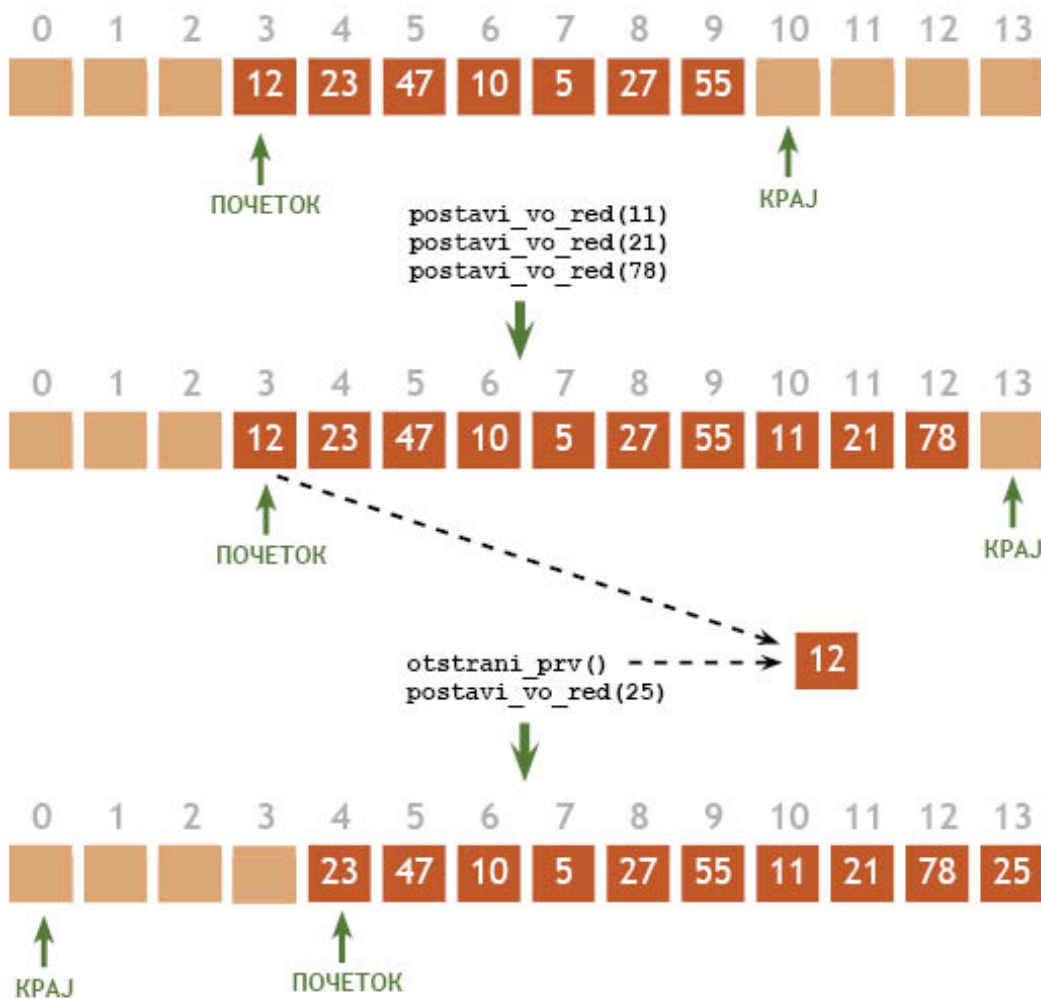 0 1 2 3 4 5 6 7 8 9 10 11 12 13
12 23 47 10 5 27 55
ПОЧЕТОК КРАЈ
postavi_vo_red(11)
postavi_vo_red(21)
postavi_vo_red(78)
0 1 2 3 4 5 6 7 8 9 10 11 12 13
12 23 47 10 5 27 55 11 21 78
ПОЧЕТОК КРАЈ
12
otstrani_prv()
postavi_vo_red(25)
0 1 2 3 4 5 6 7 8 9 10 11 12 13
23 47 10 5 27 55 11 21 78 25
КРАЈ ПОЧЕТОК